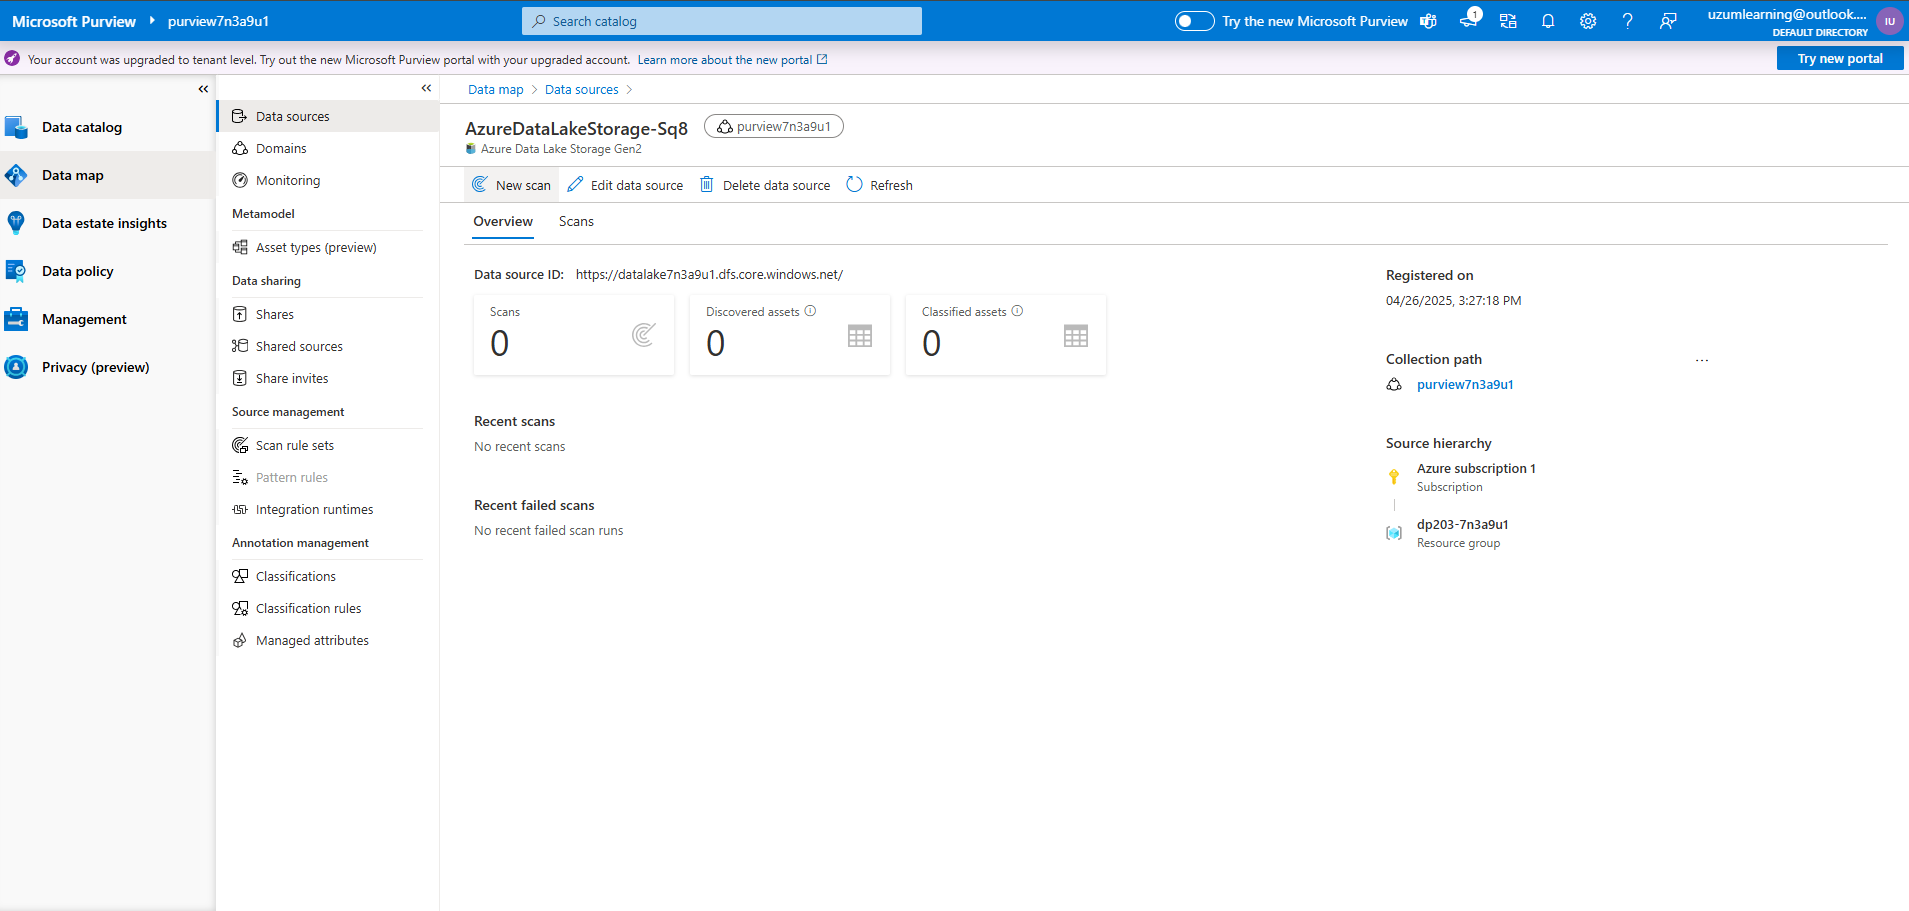 Microsoft Purview
purview7n3a9u1
Search catalog
Try the new Microsoft Purview
1
uzumlearning@outlook....
DEFAULT DIRECTORY
IU
Your account was upgraded to tenant level. Try out the new Microsoft Purview portal with your upgraded account. Learn more about the new portal
Try new portal
Data catalog
Data map
Data estate insights
Data policy
Management
Privacy (preview)
Data sources
Domains
Monitoring
Metamodel
Asset types (preview)
Data sharing
Shares
Shared sources
Share invites
Source management
Scan rule sets
Pattern rules
Integration runtimes
Annotation management
Classifications
Classification rules
Managed attributes
Data map > Data sources >
AzureDataLakeStorage-Sq8
purview7n3a9u1
Azure Data Lake Storage Gen2
New scan
Edit data source
Delete data source
Refresh
Overview
Scans
Data source ID: https://datalake7n3a9u1.dfs.core.windows.net/
Scans
0
Discovered assets
0
Classified assets
0
Recent scans
No recent scans
Recent failed scans
No recent failed scan runs
Registered on
04/26/2025, 3:27:18 PM
Collection path
...
purview7n3a9u1
Source hierarchy
Azure subscription 1
Subscription
dp203-7n3a9u1
Resource group